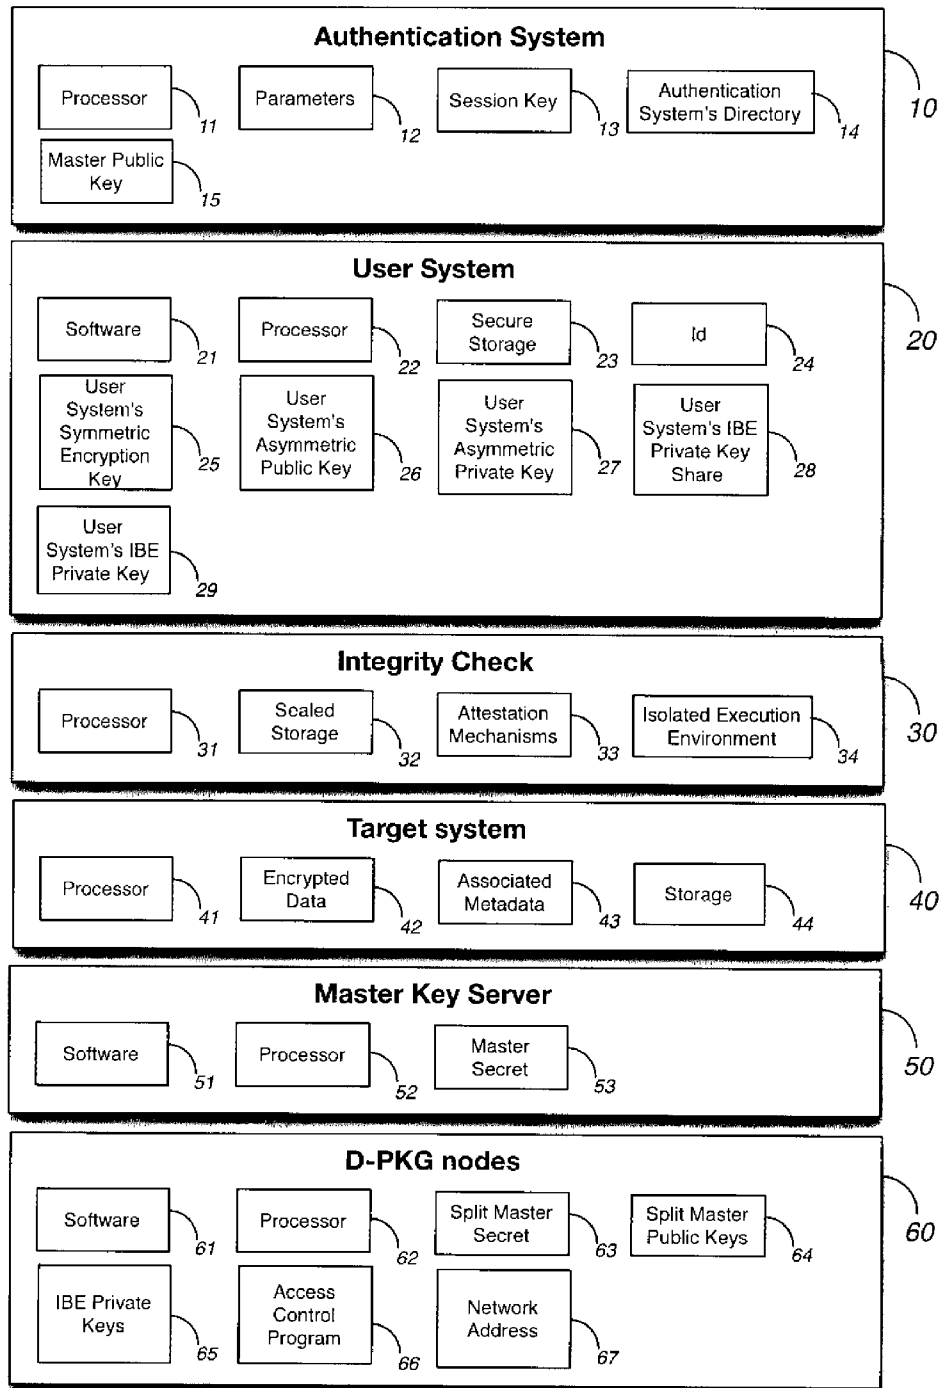 Authentication System
Processor
11
Parameters
12
Session Key
13
Authentication
System's Directory
14
10
Master Public
Key
15
User System
Software
21
Processor
22
Secure
Storage
23
Id
24
20
User
System's
Symmetric
Encryption
Key
25
User
System's
Asymmetric
Public Key
26
User
System's
Asymmetric
Private Key
27
User
System's IBE
Private Key
Share
28
User
System's IBE
Private Key
29
Integrity Check
Processor
31
Scaled
Storage
32
Attestation
Mechanisms
33
Isolated Execution
Environment
34
30
Target system
Processor
41
Encrypted
Data
42
Associated
Metadata
43
Storage
44
40
Master Key Server
Software
51
Processor
52
Master
Secret
53
50
D-PKG nodes
Software
61
Processor
62
Split Master
Secret
63
Split Master
Public Keys
64
60
IBE Private
Keys
65
Access
Control
Program
66
Network
Address
67